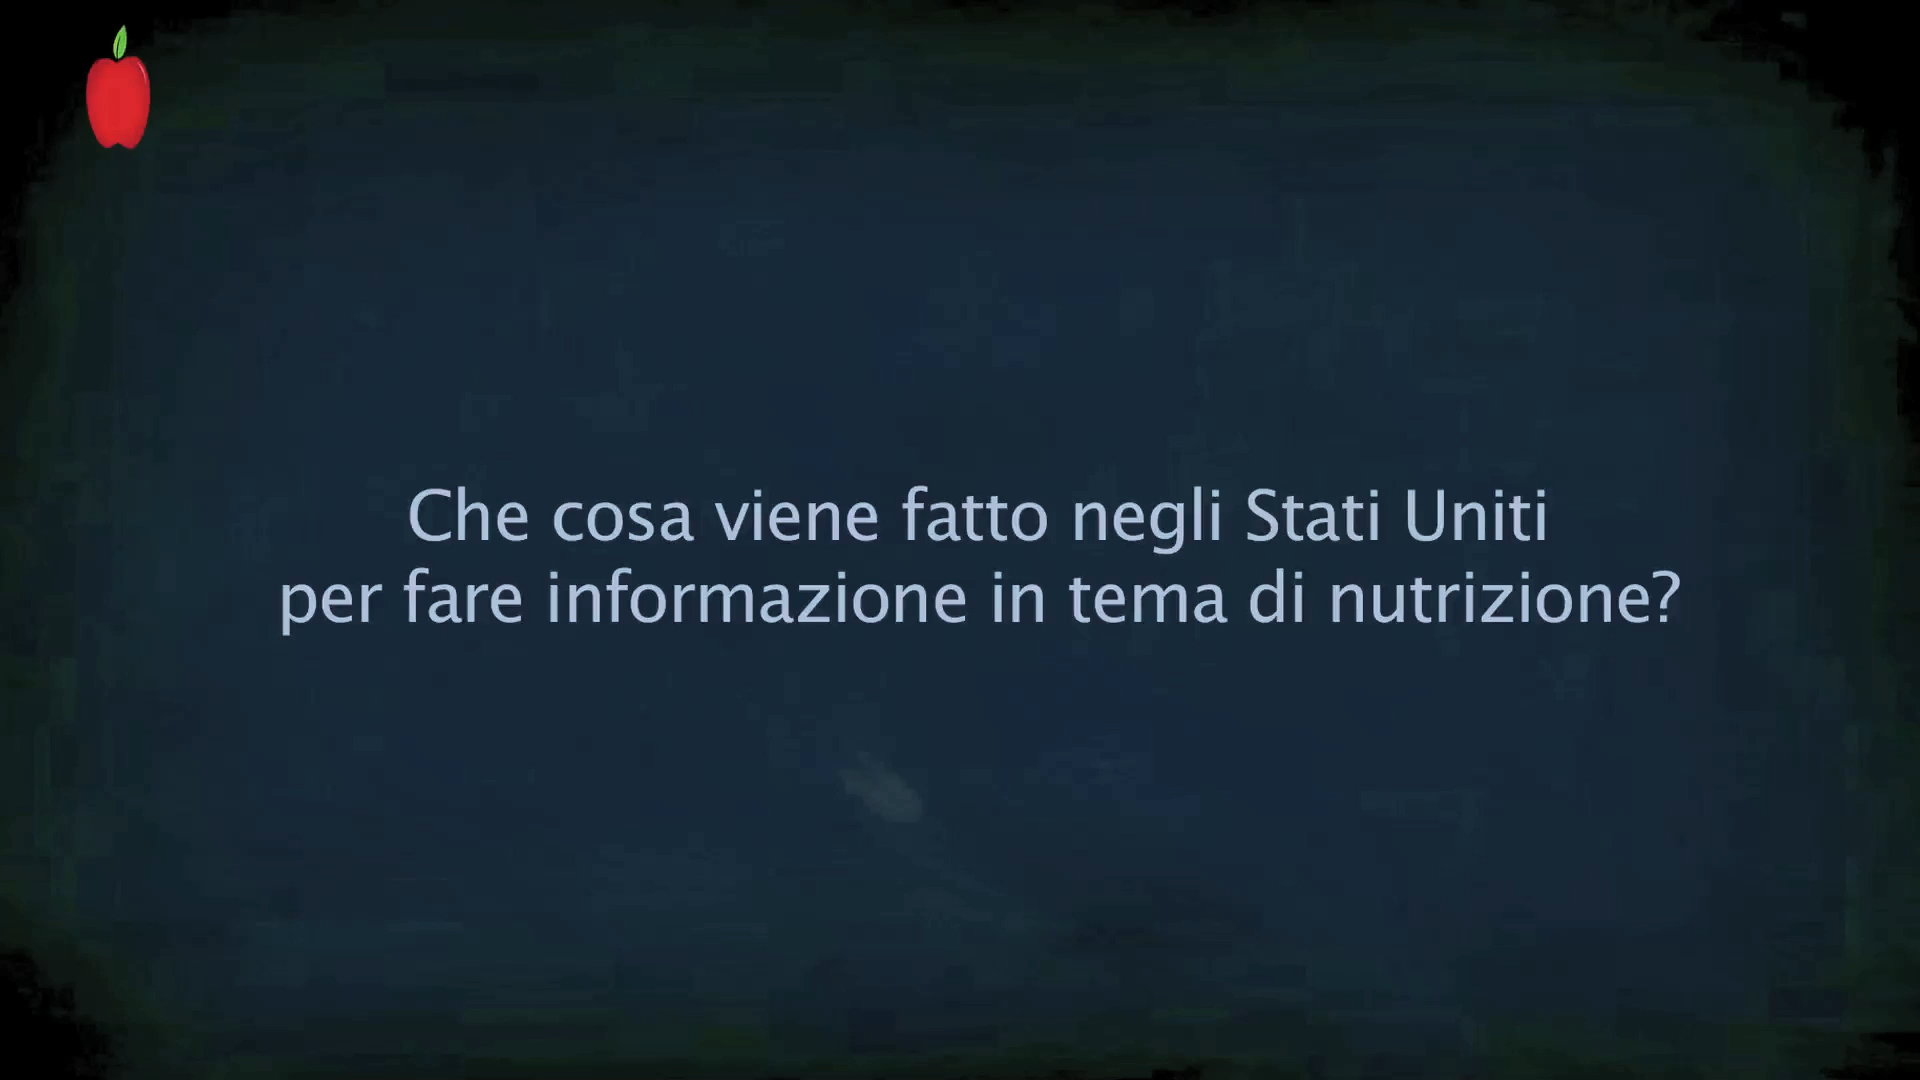 Che cosa viene fatto negli Stati Uniti
per fare informazione in tema di nutrizione?